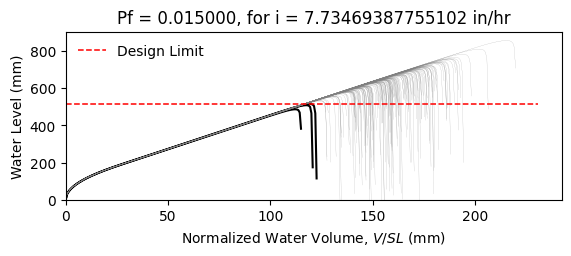 Pf = 0.015000, for i = 7.73469387755102 in/hr
Design Limit
Water Level (mm)
800
600
400
200
0
0 50 100 150 200
Normalized Water Volume, V/SL (mm)